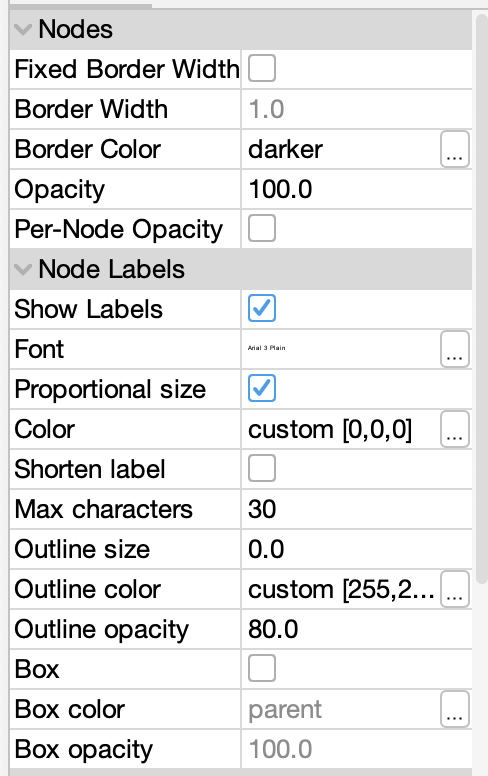 Nodes
Fixed Border Width
Border Width 1.0
Border Color darker ...
Opacity 100.0
Per-Node Opacity
Node Labels
Show Labels
Font Arial 3 Plain ...
Proportional size
Color custom [0,0,0] ...
Shorten label
Max characters 30
Outline size 0.0
Outline color custom [255,2... ...
Outline opacity 80.0
Box
Box color parent ...
Box opacity 100.0